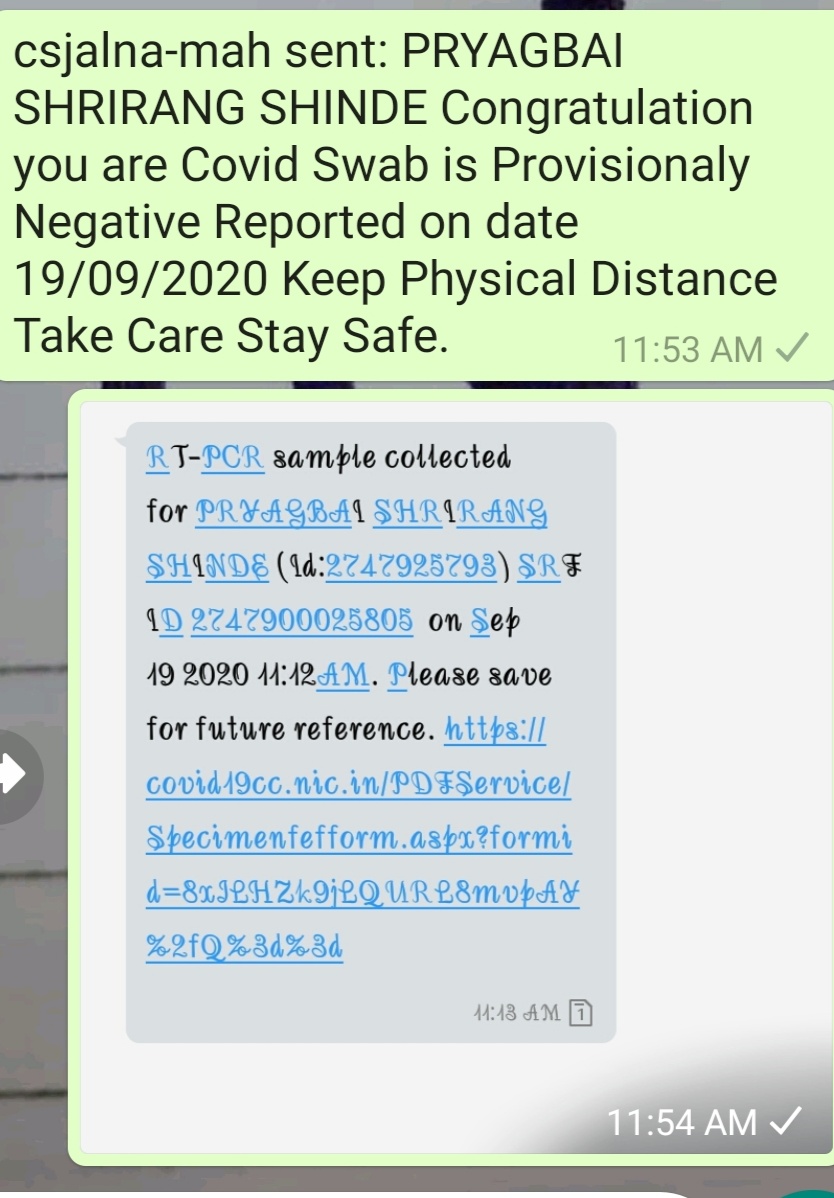 csjalna-mah sent: PRYAGBAI
SHRIRANG SHINDE Congratulation
you are Covid Swab is Provisionaly
Negative Reported on date
19/09/2020 Keep Physical Distance
Take Care Stay Safe.
11:53 AM
RT-PCR sample collected
for PRYAGBAI SHRIRANG
SHINDE (Id:2747925793) SRF
ID 2747900025805 on Sep
19 2020 11:12AM. Please save
for future reference. https://
covid19cc.nic.in/PDFService/
Specimenfefform.aspx?formi
d=8xILHZk9jLQURL8mvpAY
%2fQ%3d%3d
11:13 AM 1
11:54 AM